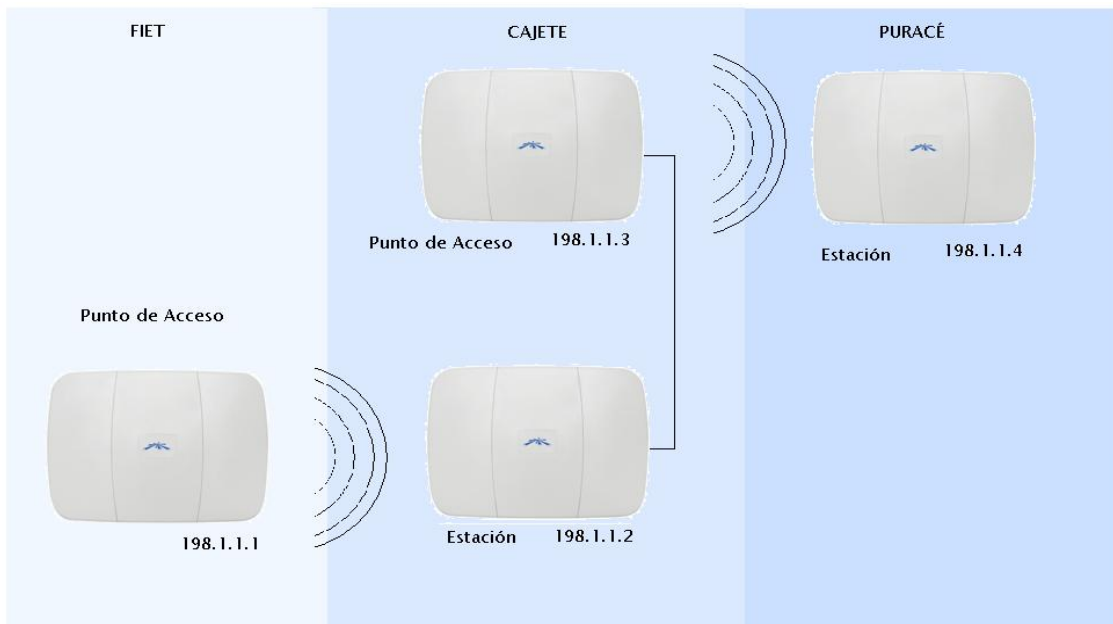 FIET
CAJETE
PURACÉ
Punto de Acceso 198.1.1.3
Estación 198.1.1.4
Punto de Acceso
198.1.1.1
Estación 198.1.1.2